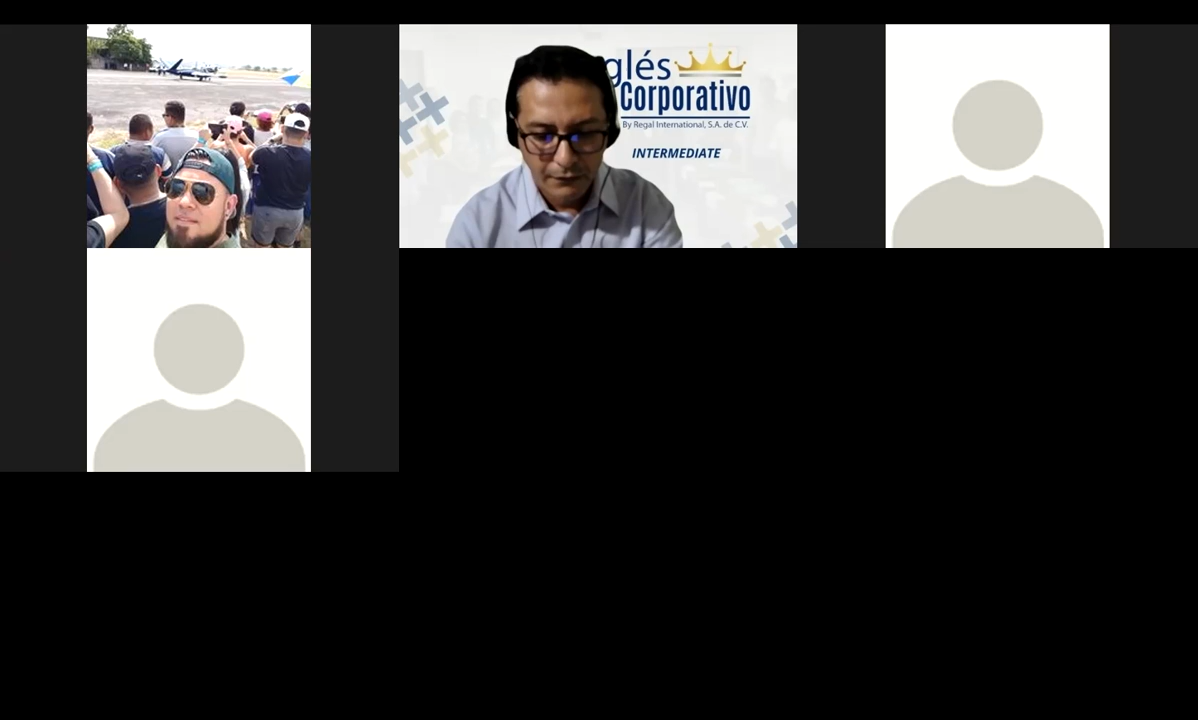 glés
Corporativo
By Regal International, S.A. de C.V.
INTERMEDIATE